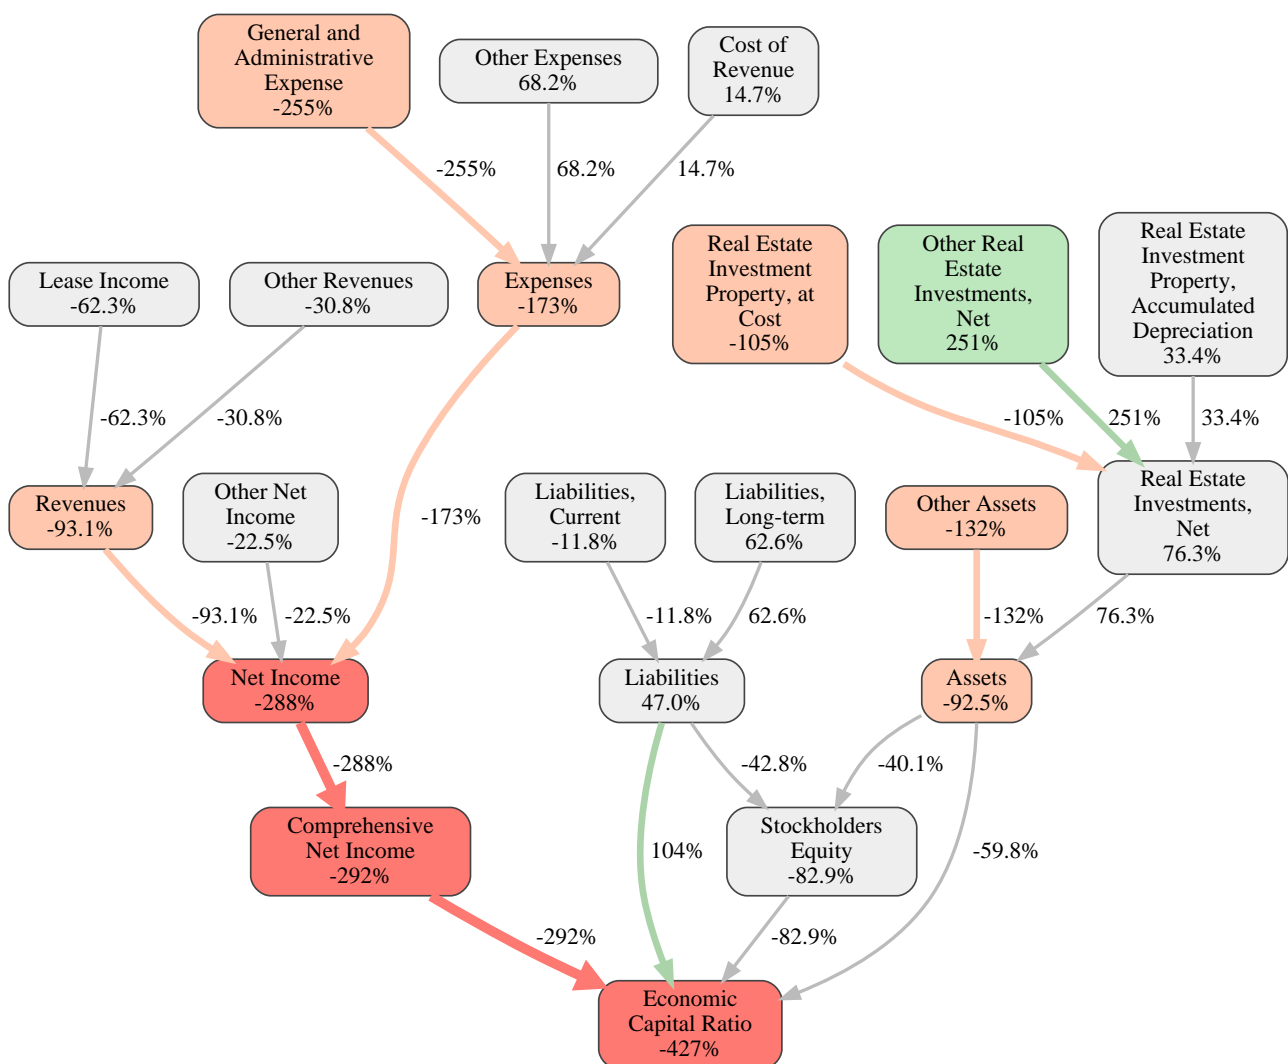 General and
Administrative
Expense
-255%
Other Expenses
68.2%
Cost of
Revenue
14.7%
-255%
68.2%
14.7%
Lease Income
-62.3%
Other Revenues
-30.8%
Expenses
-173%
Real Estate
Investment
Property, at
Cost
-105%
Other Real
Estate
Investments,
Net
251%
Real Estate
Investment
Property,
Accumulated
Depreciation
33.4%
-62.3%
-30.8%
-105%
251%
33.4%
Revenues
-93.1%
Other Net
Income
-22.5%
-173%
Liabilities,
Current
-11.8%
Liabilities,
Long-term
62.6%
Other Assets
-132%
Real Estate
Investments,
Net
76.3%
-93.1%
-22.5%
-11.8%
62.6%
-132%
76.3%
Net Income
-288%
Liabilities
47.0%
Assets
-92.5%
-288%
-42.8%
-40.1%
Comprehensive
Net Income
-292%
104%
Stockholders
Equity
-82.9%
-59.8%
-292%
-82.9%
Economic
Capital Ratio
-427%